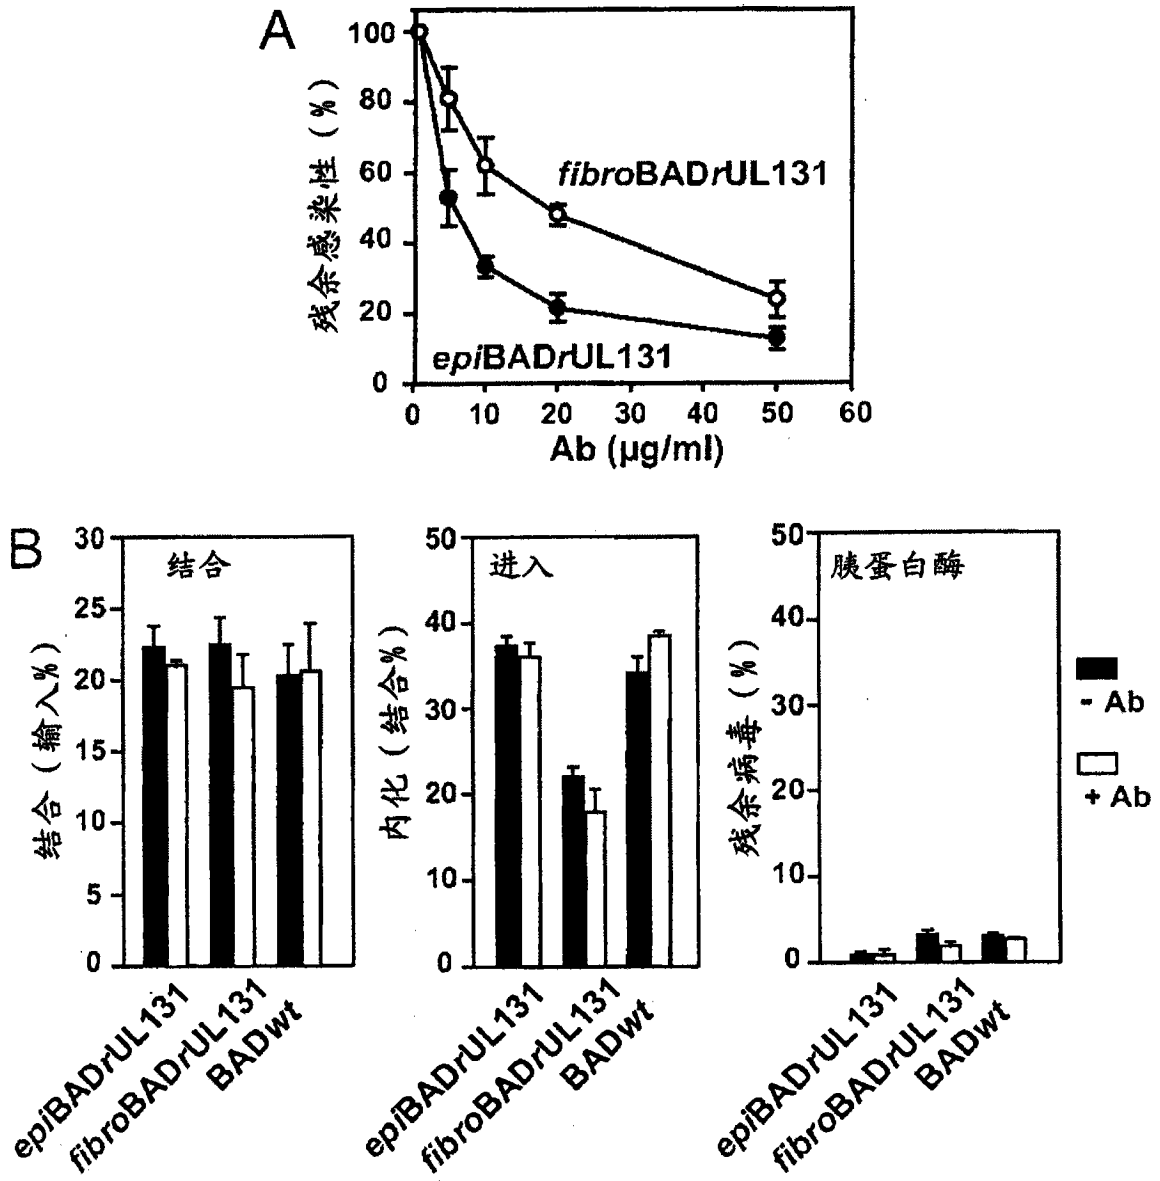 A
100
80
60
40
20
0
残余感染性（%）
fibroBADrUL131
epiBADrUL131
0 10 20 30 40 50 60
Ab (µg/ml)
B
30
25
20
15
10
5
0
结合（输入%）
结合
epiBADrUL131
fibroBADrUL131
BADwt
50
40
30
20
10
0
内化（结合%）
进入
epiBADrUL131
fibroBADrUL131
BADwt
50
40
30
20
10
0
残余病毒（%）
胰蛋白酶
epiBADrUL131
fibroBADrUL131
BADwt
- Ab
+ Ab